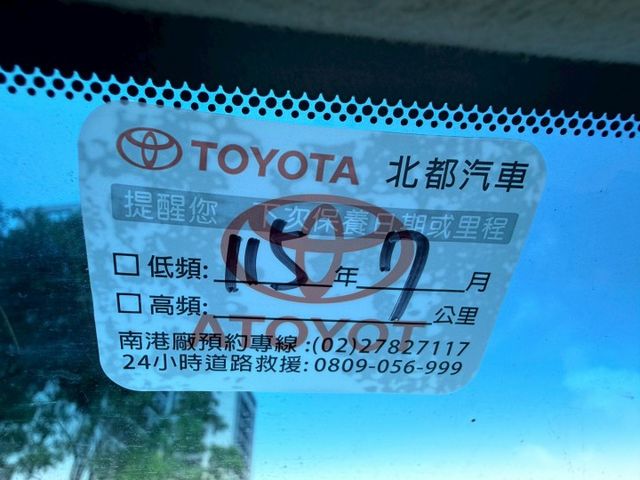 TOYOTA 北都汽車
提醒您 下次保養日期或里程
□ 低頻: 115 年 7 月
□ 高頻: 公里
ATOYOT
南港廠預約專線:(02)27827117
24小時道路救援: 0809-056-999